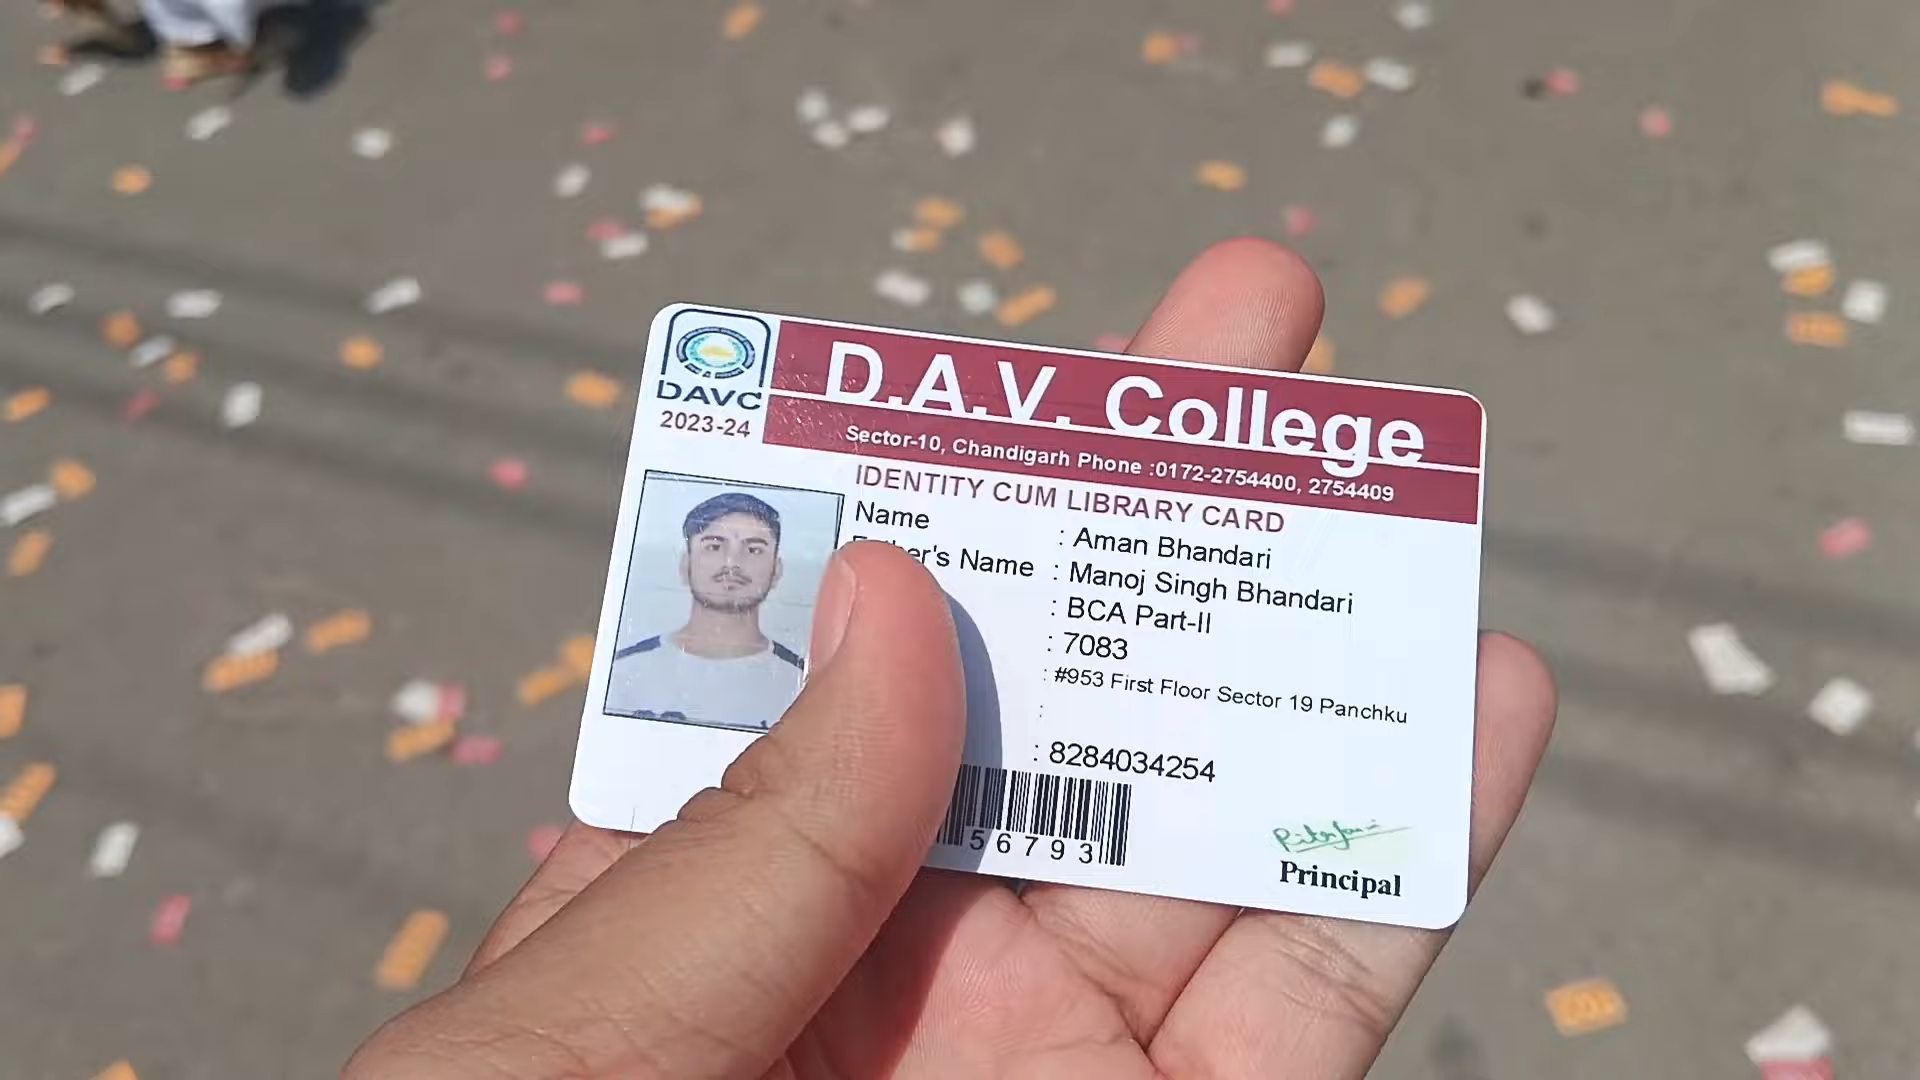 DAVC
2023-24
D.A.V. College
Sector-10, Chandigarh Phone :0172-2754400, 2754409
IDENTITY CUM LIBRARY CARD
Name : Aman Bhandari
Father's Name : Manoj Singh Bhandari
: BCA Part-II
: 7083
: #953 First Floor Sector 19 Panchku
:
: 8284034254
56793
Principal